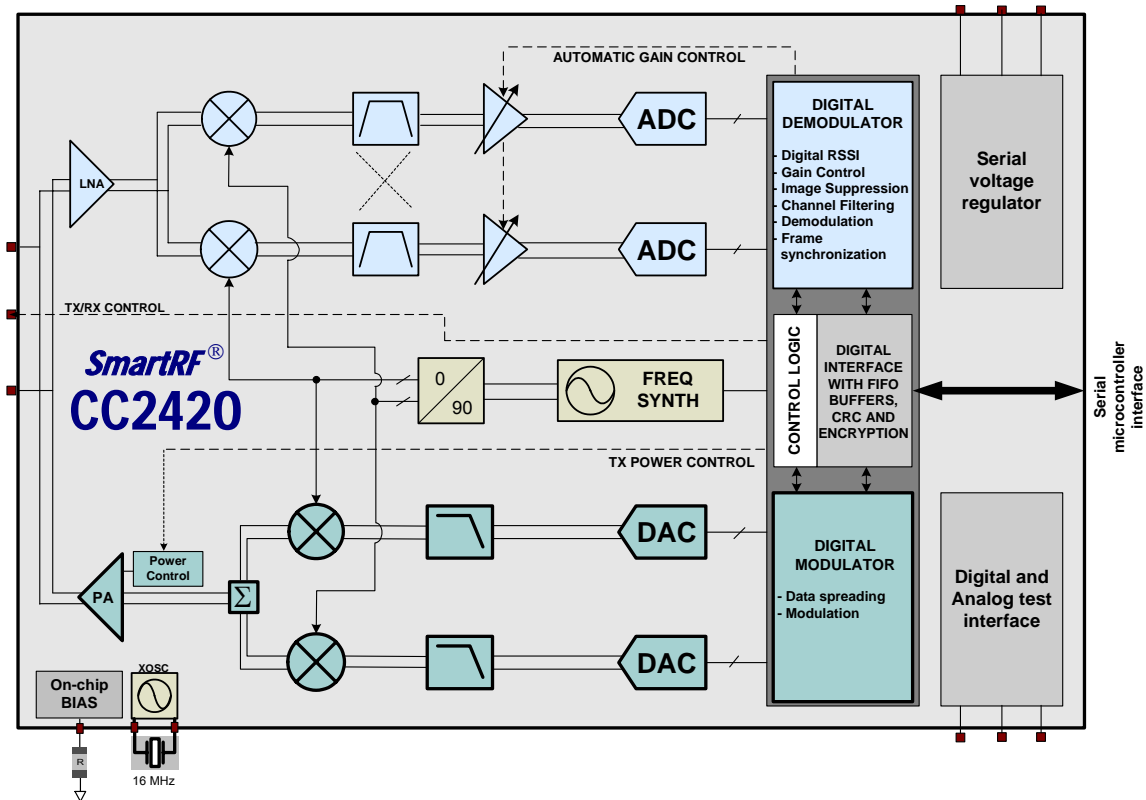 AUTOMATIC GAIN CONTROL
LNA
ADC
ADC
DIGITAL
DEMODULATOR
- Digital RSSI
- Gain Control
- Image Suppression
- Channel Filtering
- Demodulation
- Frame
synchronization
Serial
voltage
regulator
TX/RX CONTROL
SmartRF®
CC2420
0
90
FREQ
SYNTH
CONTROL LOGIC
DIGITAL
INTERFACE
WITH FIFO
BUFFERS,
CRC AND
ENCRYPTION
Serial
microcontroller
interface
TX POWER CONTROL
Power
Control
PA
Σ
DAC
DAC
DIGITAL
MODULATOR
- Data spreading
- Modulation
Digital and
Analog test
interface
On-chip
BIAS
XOSC
R
16 MHz